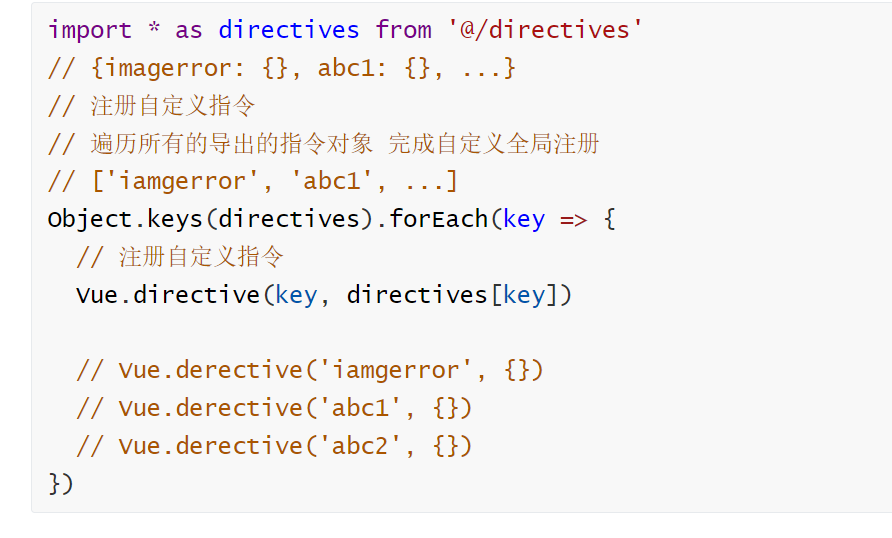 import * as directives from '@/directives'
// {imagerror: {}, abc1: {}, ...}
// 注册自定义指令
// 遍历所有的导出的指令对象 完成自定义全局注册
// ['iamgerror', 'abc1', ...]
Object.keys(directives).forEach(key => {
  // 注册自定义指令
  Vue.directive(key, directives[key])

  // Vue.derective('iamgerror', {})
  // Vue.derective('abc1', {})
  // Vue.derective('abc2', {})
})